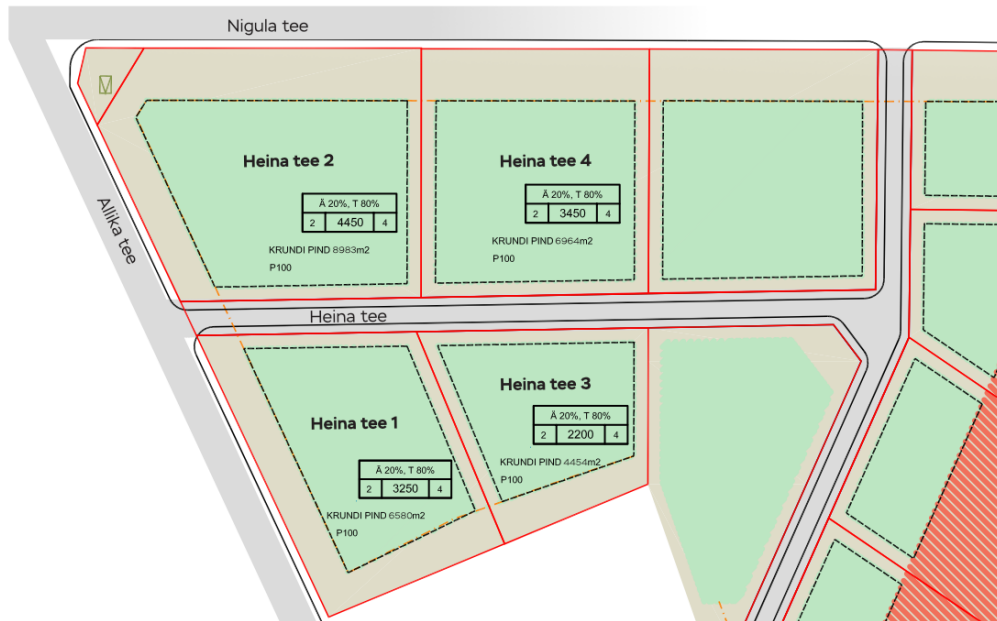 Nigula tee
Heina tee 2
Ä 20%, T 80%
2 4450 4
KRUNDI PIND 8983m2
P100
Heina tee 4
Ä 20%, T 80%
2 3450 4
KRUNDI PIND 6964m2
P100
Allika tee
Heina tee
Heina tee 1
Ä 20%, T 80%
2 3250 4
KRUNDI PIND 6580m2
P100
Heina tee 3
Ä 20%, T 80%
2 2200 4
KRUNDI PIND 4454m2
P100